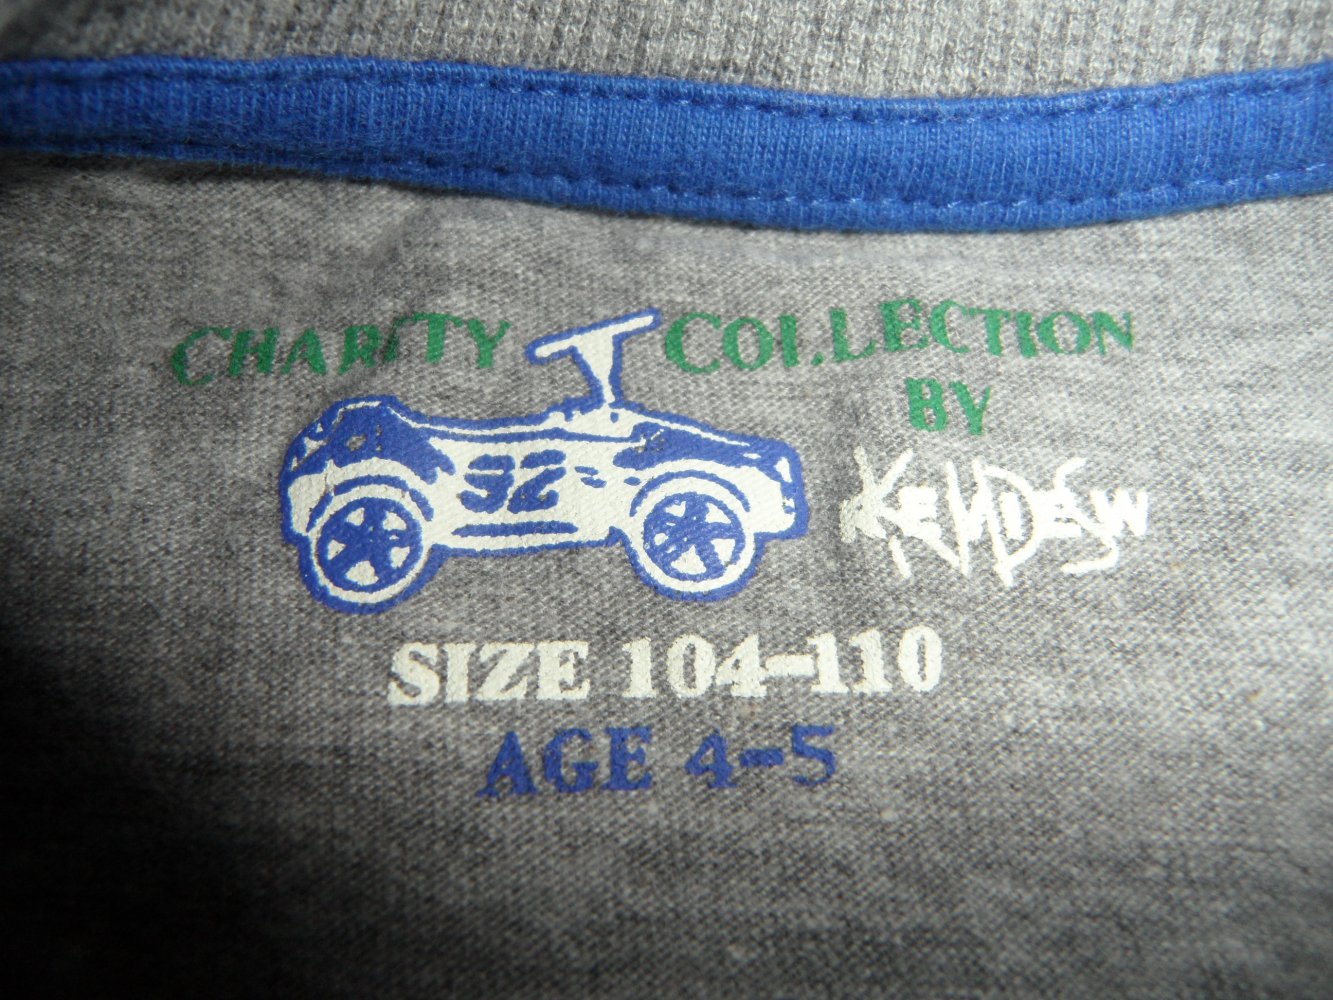 CHARITY COLLECTION
BY
32
SIZE 104-110
AGE 4-5